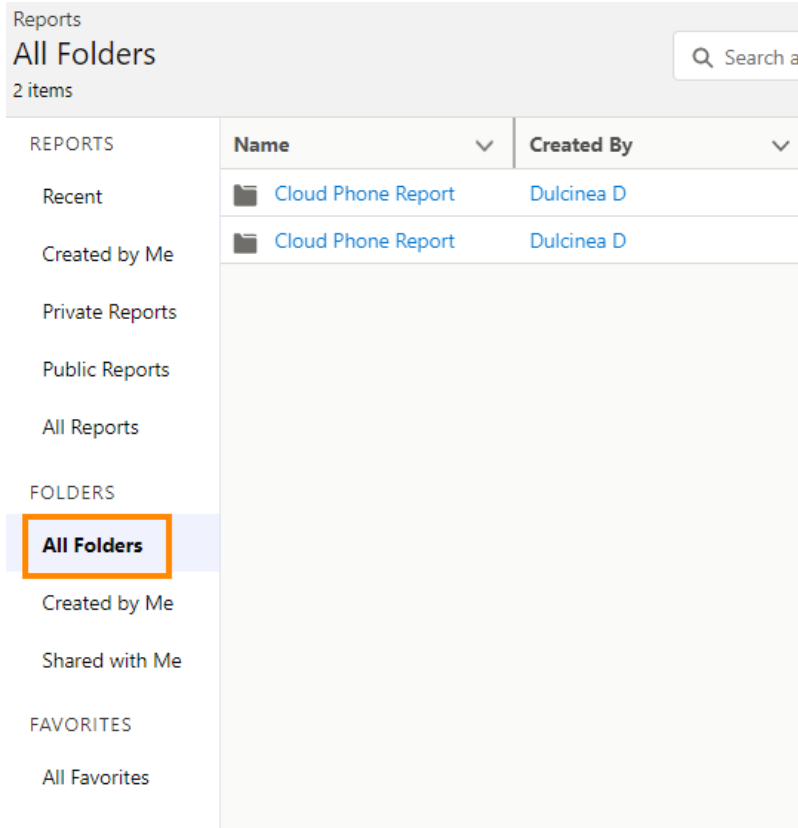 Reports
All Folders
2 items
Search a
REPORTS
Recent
Created by Me
Private Reports
Public Reports
All Reports
FOLDERS
All Folders
Created by Me
Shared with Me
FAVORITES
All Favorites
Name Created By
Cloud Phone Report Dulcinea D
Cloud Phone Report Dulcinea D